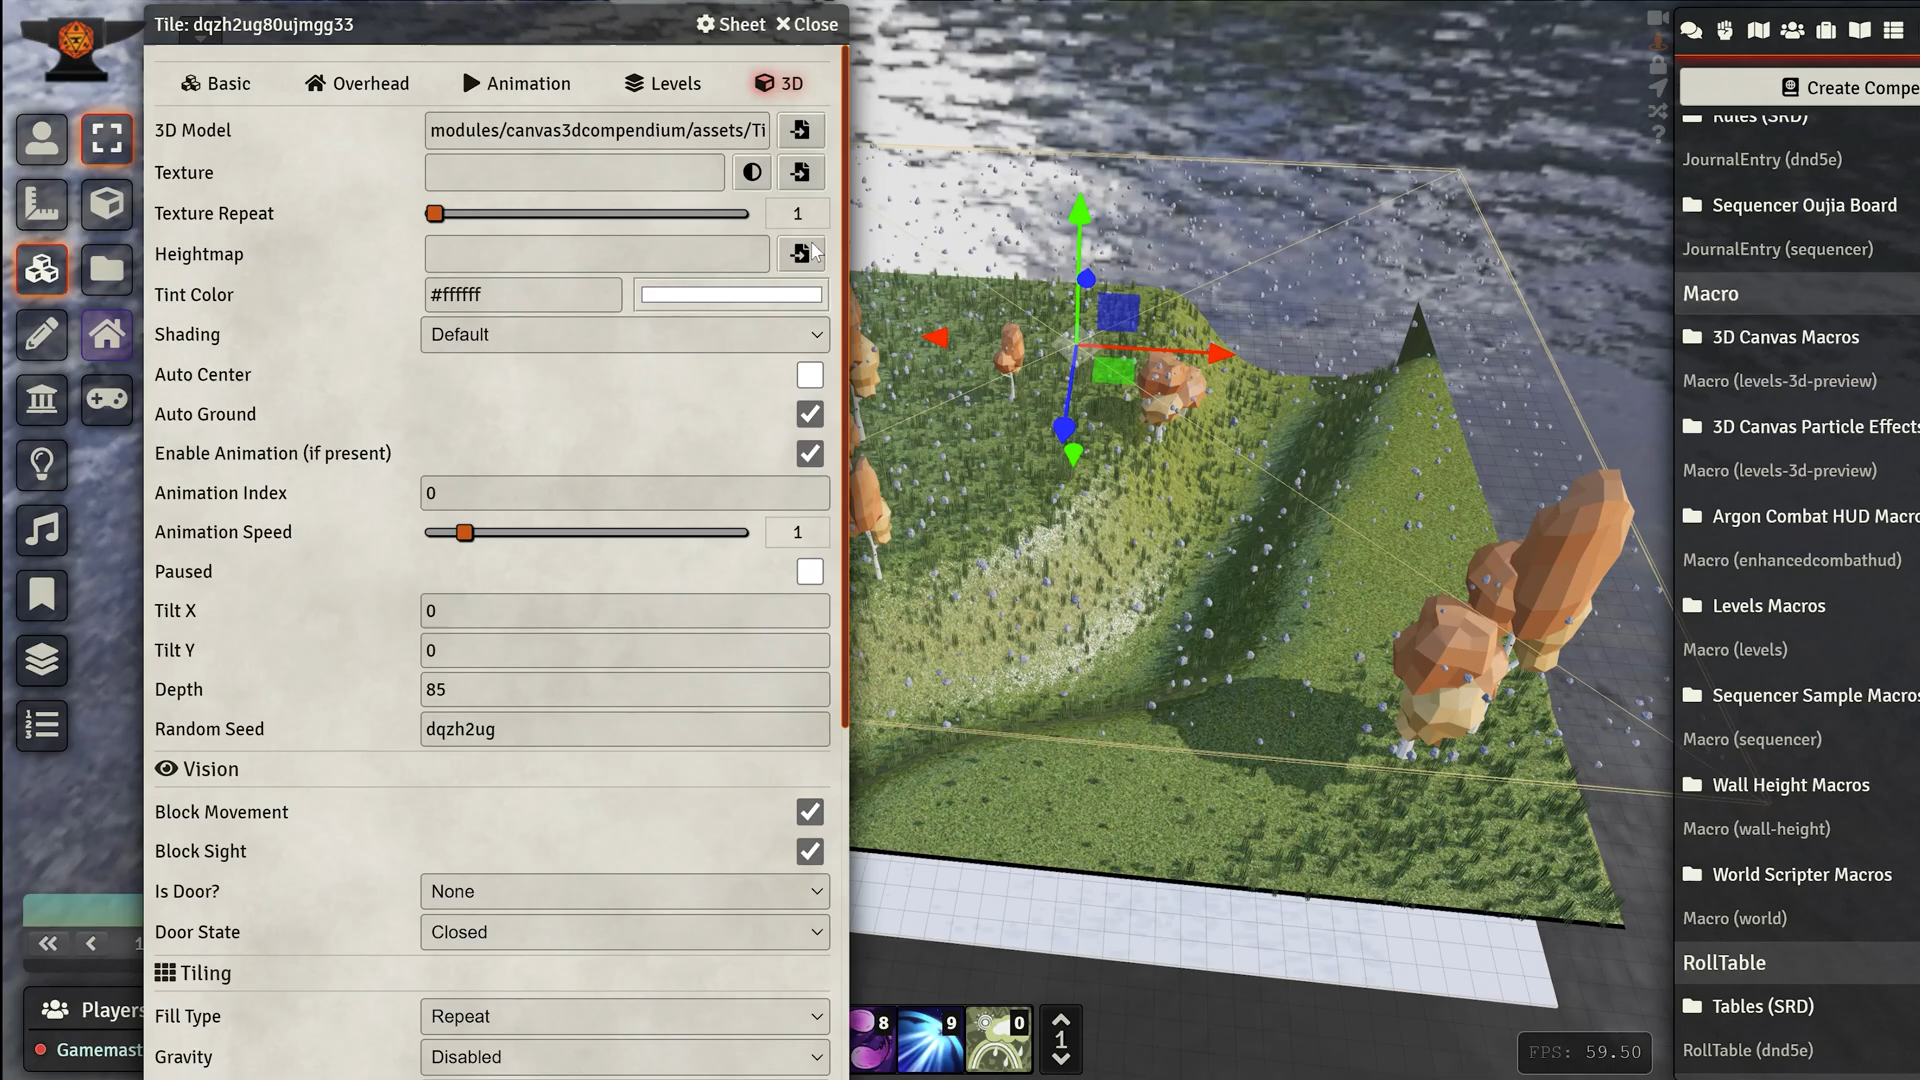 Tile: dqzh2ug80ujmgg33
Sheet
Close
Basic
Overhead
Animation
Levels
3D
3D Model
modules/canvas3dcompendium/assets/Ti
Texture
Texture Repeat
1
Heightmap
Tint Color
#ffffff
Shading
Default
Auto Center
Auto Ground
Enable Animation (if present)
Animation Index
0
Animation Speed
1
Paused
Tilt X
0
Tilt Y
0
Depth
85
Random Seed
dqzh2ug
Vision
Block Movement
Block Sight
Is Door?
None
Door State
Closed
Tiling
Fill Type
Repeat
Gravity
Disabled
1
Players
Gamemast
8
9
0
1
FPS: 59.50
Create Compe
Rules (SRD)
JournalEntry (dnd5e)
Sequencer Oujia Board
JournalEntry (sequencer)
Macro
3D Canvas Macros
Macro (levels-3d-preview)
3D Canvas Particle Effects
Macro (levels-3d-preview)
Argon Combat HUD Macro
Macro (enhancedcombathud)
Levels Macros
Macro (levels)
Sequencer Sample Macros
Macro (sequencer)
Wall Height Macros
Macro (wall-height)
World Scripter Macros
Macro (world)
RollTable
Tables (SRD)
RollTable (dnd5e)